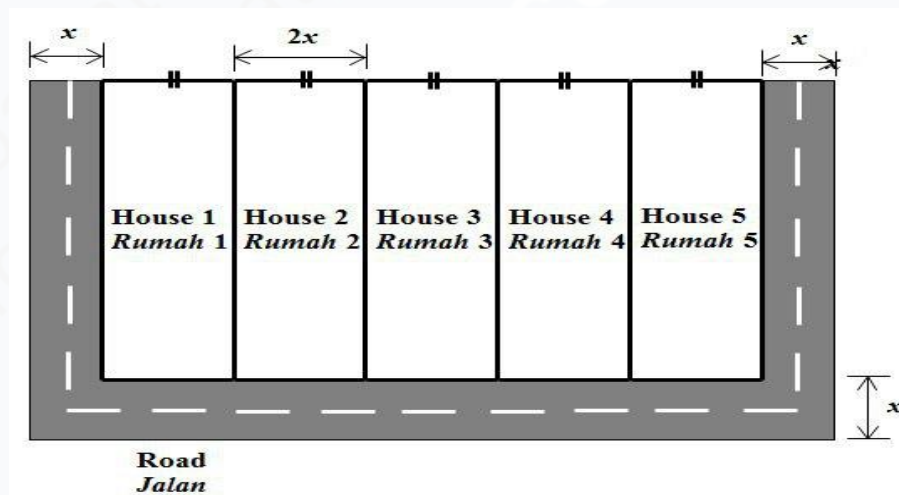 x
2x
x
x
House 1
Rumah 1
House 2
Rumah 2
House 3
Rumah 3
House 4
Rumah 4
House 5
Rumah 5
x
Road
Jalan